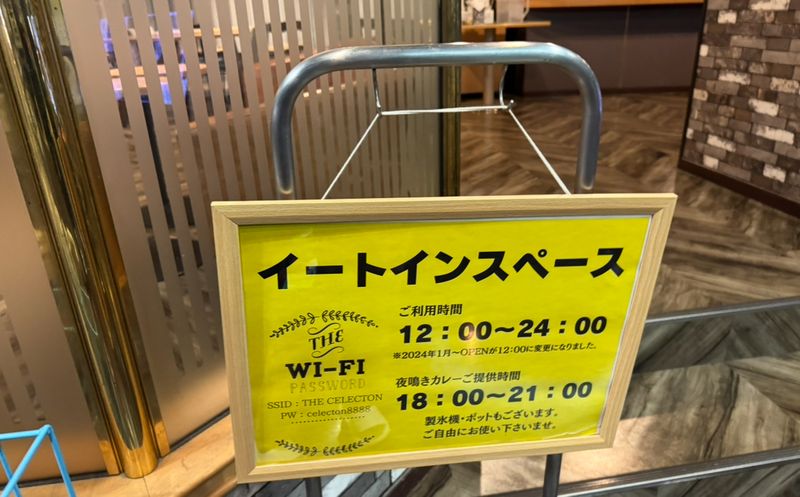 イートインスペース
THE
WI-FI
PASSWORD
SSID : THE CELECTON
PW : celecton8888
ご利用時間
12:00～24:00
※2024年1月～OPENが12:00に変更になりました。
夜鳴きカレーご提供時間
18:00～21:00
製氷機・ポットもございます。
ご自由にお使い下さいませ。